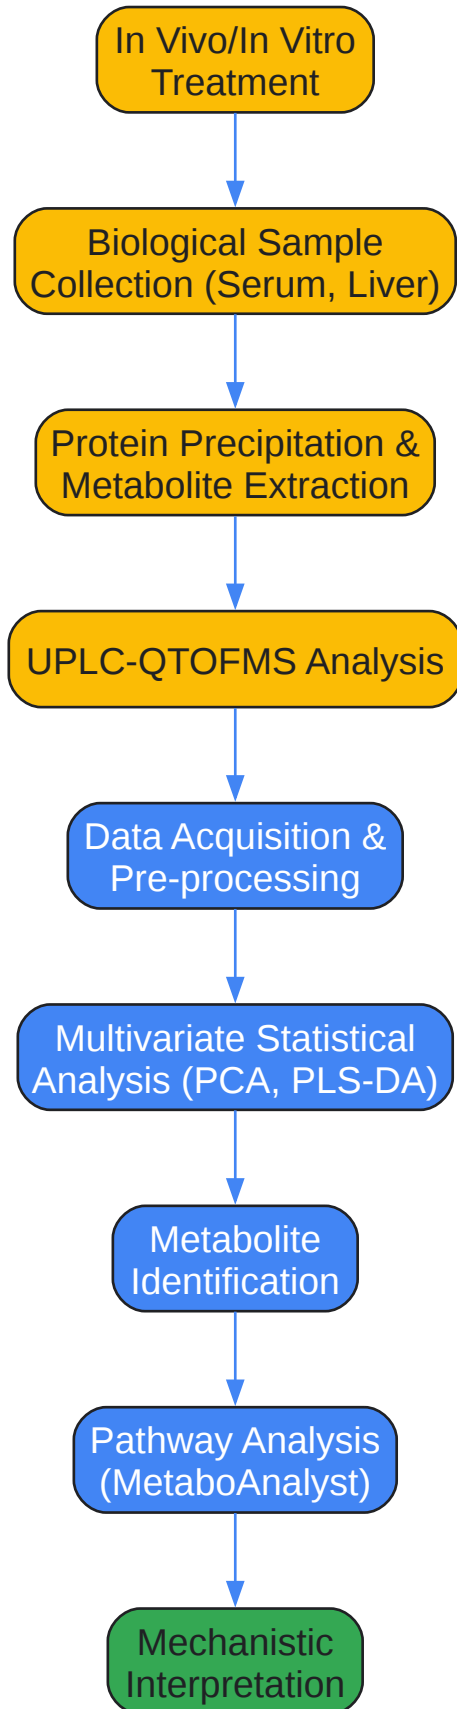 In Vivo/In Vitro
Treatment
Biological Sample
Collection (Serum, Liver)
Protein Precipitation &
Metabolite Extraction
UPLC-QTOFMS Analysis
Data Acquisition &
Pre-processing
Multivariate Statistical
Analysis (PCA, PLS-DA)
Metabolite
Identification
Pathway Analysis
(MetaboAnalyst)
Mechanistic
Interpretation